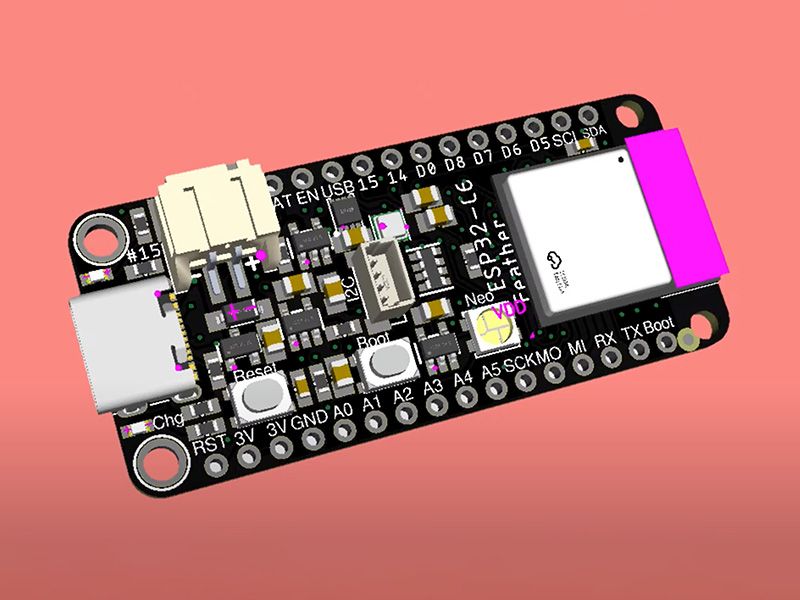 AT EN USB 15 14 D0 D8 D7 D6 D5 SCL SDA
#15
+
I2C
ESP32-C6
Feather
Neo
VDD
+
Reset
Boot
Chg
RST 3V 3V GND A0 A1 A2 A3 A4 A5 SCK MO MI RX TX Boot